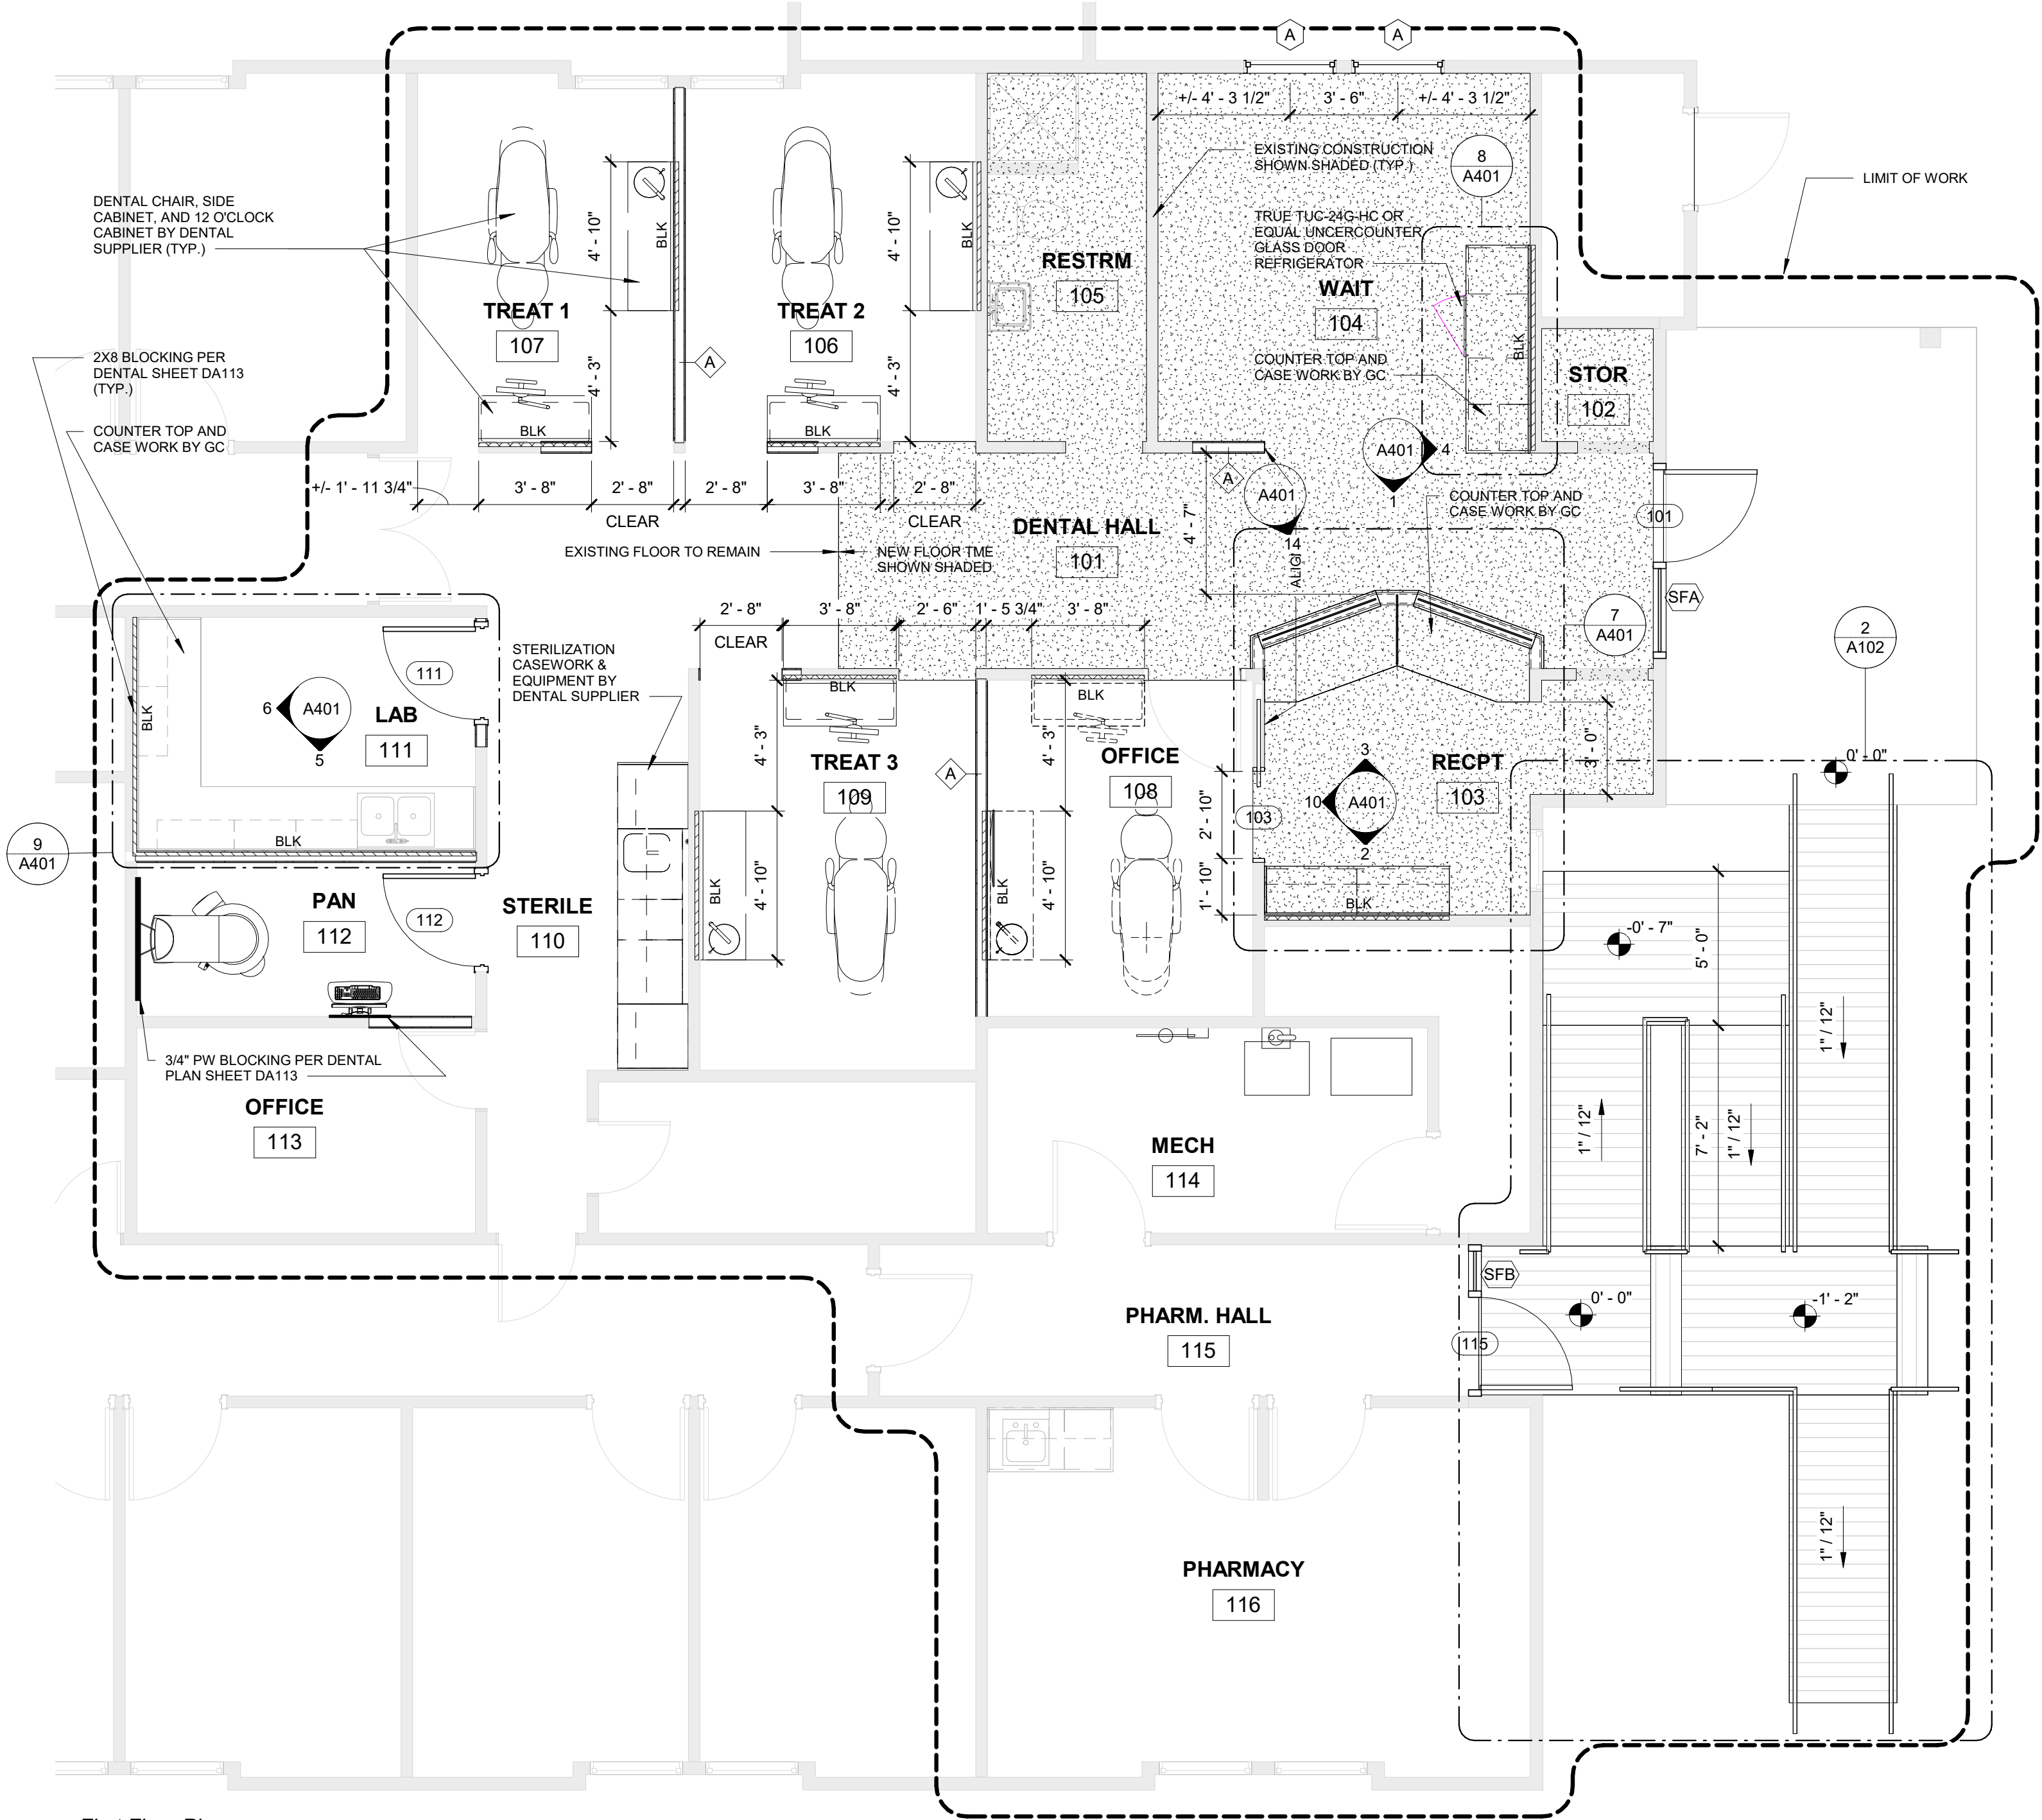 A
A
+/- 4' - 3 1/2"
3' - 6"
+/- 4' - 3 1/2"
EXISTING CONSTRUCTION
SHOWN SHADED (TYP.)
8
A401
LIMIT OF WORK
DENTAL CHAIR, SIDE
CABINET, AND 12 O'CLOCK
CABINET BY DENTAL
SUPPLIER (TYP.)
4' - 10"
BLK
4' - 10"
BLK
TRUE TUC-24G-HC OR
EQUAL UNCERCOUNTER
GLASS DOOR
REFRIGERATOR
RESTRM
105
WAIT
104
TREAT 1
107
TREAT 2
106
2X8 BLOCKING PER
DENTAL SHEET DA113
(TYP.)
A
4' - 3"
4' - 3"
BLK
COUNTER TOP AND
CASE WORK BY GC
STOR
102
COUNTER TOP AND
CASE WORK BY GC
BLK
BLK
A401
4
1
+/- 1' - 11 3/4"
3' - 8"
2' - 8"
2' - 8"
3' - 8"
2' - 8"
CLEAR
CLEAR
A
A401
14
COUNTER TOP AND
CASE WORK BY GC
101
DENTAL HALL
101
4' - 7"
EXISTING FLOOR TO REMAIN
NEW FLOOR TME
SHOWN SHADED
SFA
7
A401
2
A102
2' - 8"
3' - 8"
2' - 6"
1' - 5 3/4"
3' - 8"
CLEAR
STERILIZATION
CASEWORK &
EQUIPMENT BY
DENTAL SUPPLIER
111
BLK
BLK
BLK
6
A401
5
LAB
111
4' - 3"
4' - 3"
TREAT 3
109
A
OFFICE
108
3
10
A401
2
RECPT
103
3' - 0"
0' - 0"
103
2' - 10"
1' - 10"
BLK
9
A401
BLK
PAN
112
112
STERILE
110
BLK
4' - 10"
BLK
4' - 10"
-0' - 7"
5' - 0"
3/4" PW BLOCKING PER DENTAL
PLAN SHEET DA113
1" / 12"
OFFICE
113
MECH
114
1" / 12"
7' - 2"
1" / 12"
SFB
0' - 0"
-1' - 2"
PHARM. HALL
115
115
1" / 12"
PHARMACY
116